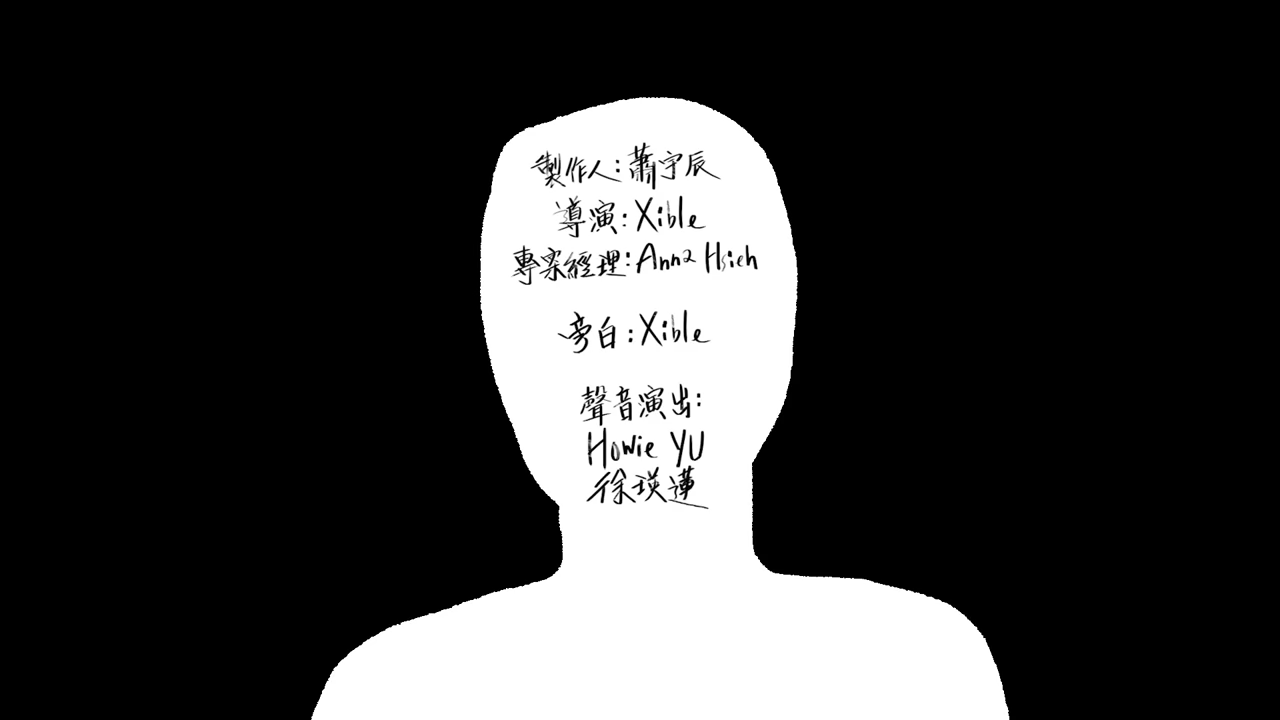 製作人:蕭宇辰
導演:Xible
專案經理:Anna Hsieh
旁白:Xible
聲音演出:
Howie YU
徐瑛蓮